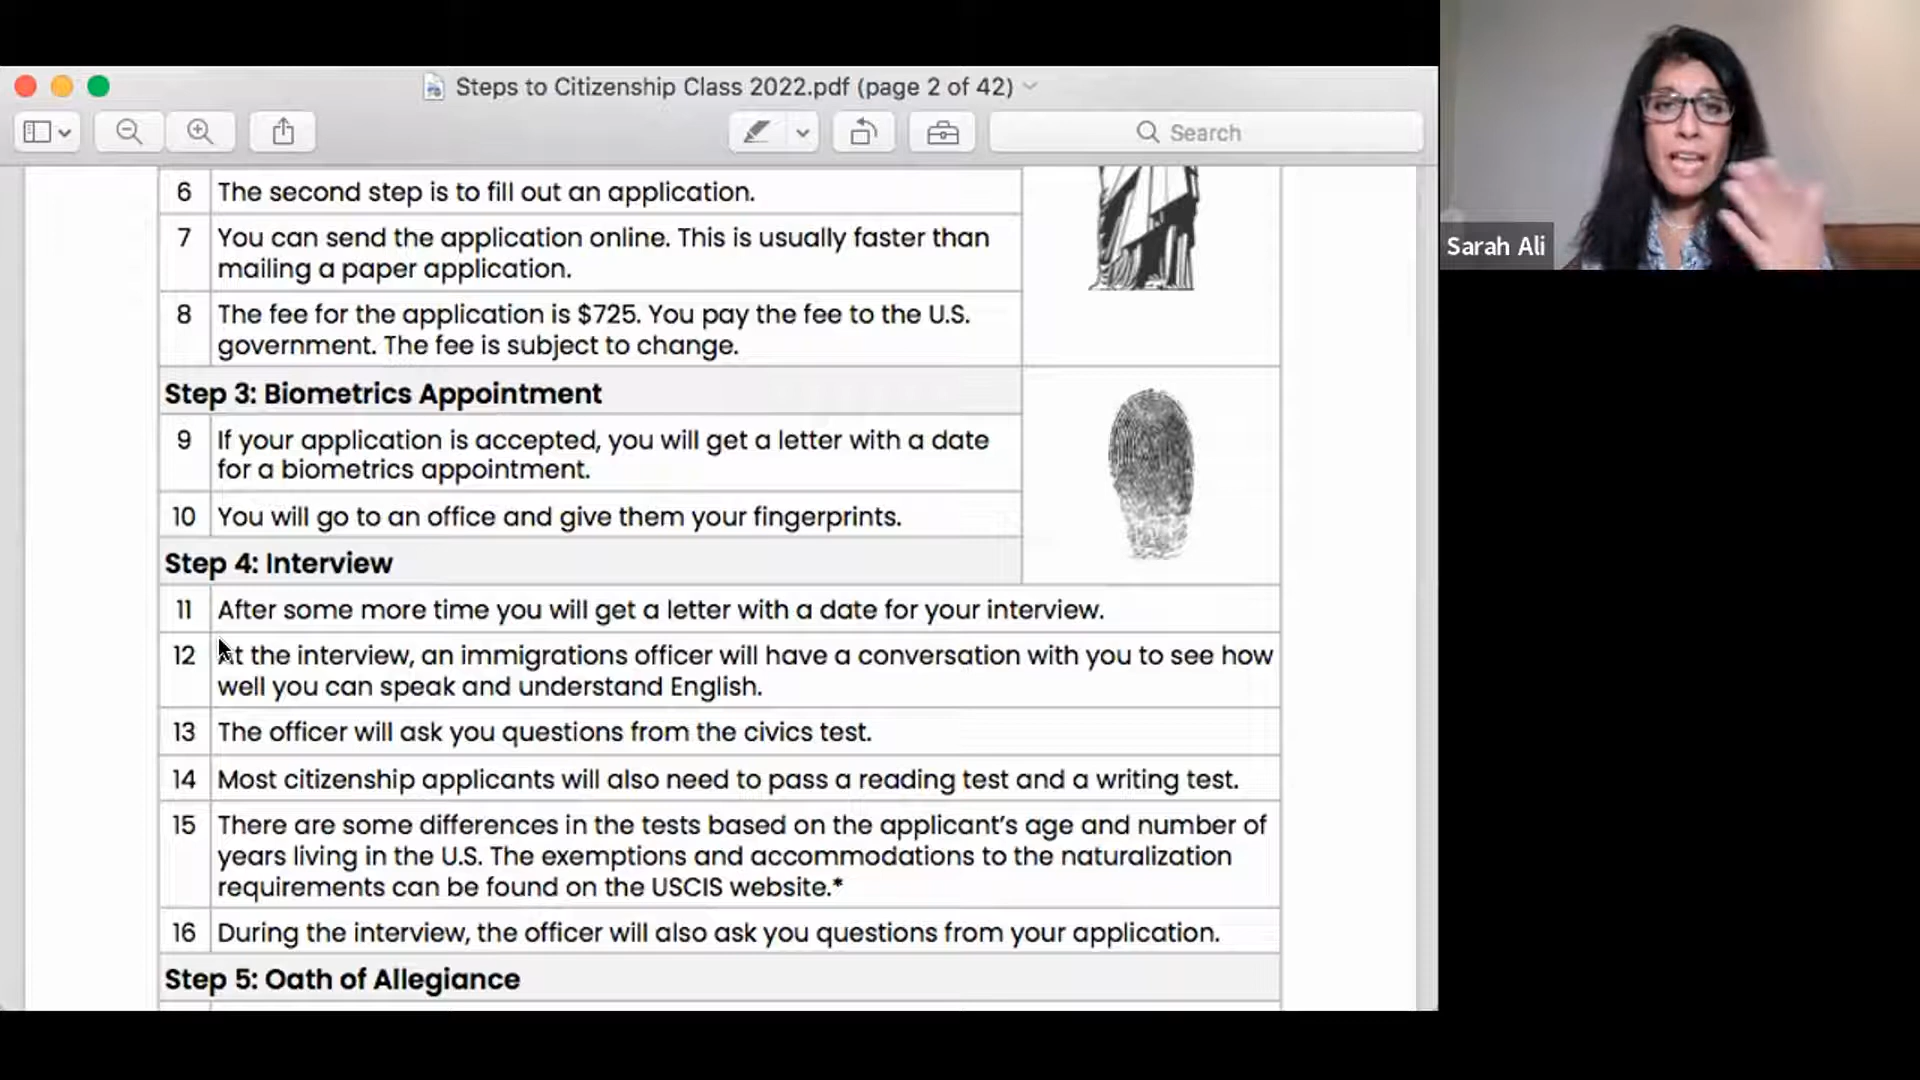 Steps to Citizenship Class 2022.pdf (page 2 of 42)
Search
Sarah Ali
6 The second step is to fill out an application.
7 You can send the application online. This is usually faster than
mailing a paper application.
8 The fee for the application is $725. You pay the fee to the U.S.
government. The fee is subject to change.
Step 3: Biometrics Appointment
9 If your application is accepted, you will get a letter with a date
for a biometrics appointment.
10 You will go to an office and give them your fingerprints.
Step 4: Interview
11 After some more time you will get a letter with a date for your interview.
12 At the interview, an immigrations officer will have a conversation with you to see how
well you can speak and understand English.
13 The officer will ask you questions from the civics test.
14 Most citizenship applicants will also need to pass a reading test and a writing test.
15 There are some differences in the tests based on the applicant's age and number of
years living in the U.S. The exemptions and accommodations to the naturalization
requirements can be found on the USCIS website.*
16 During the interview, the officer will also ask you questions from your application.
Step 5: Oath of Allegiance